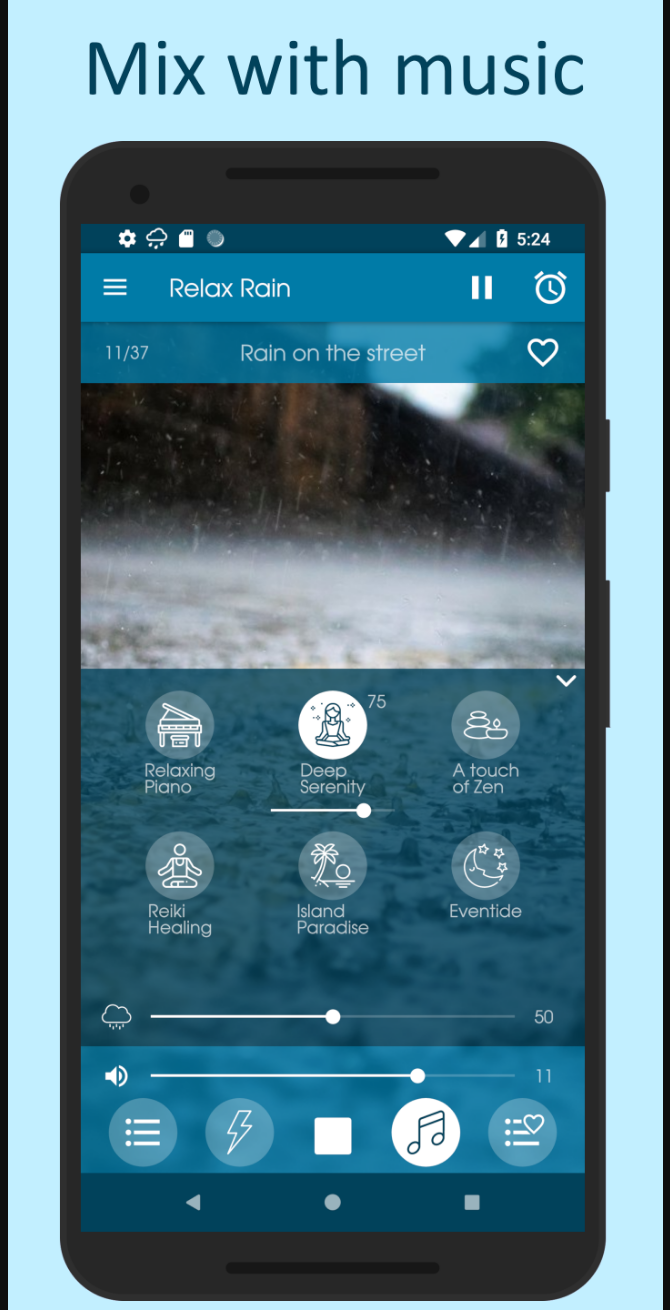 Mix with music
5:24
Relax Rain
11/37
Rain on the street
75
Relaxing
Piano
Deep
Serenity
A touch
of Zen
Reiki
Healing
Island
Paradise
Eventide
50
11